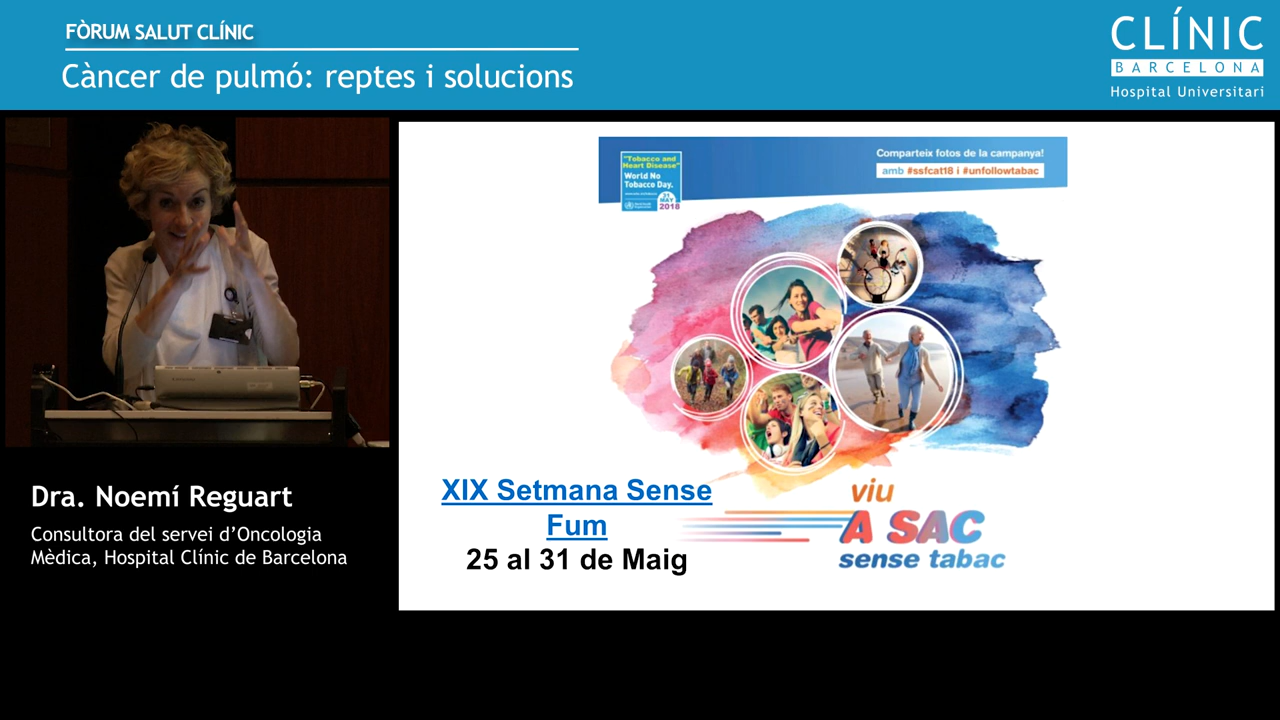 FÒRUM SALUT CLÍNIC
Càncer de pulmó: reptes i solucions
CLÍNIC
BARCELONA
Hospital Universitari
"Tobacco and
Heart Disease"
World No
Tobacco Day.
31
MAY
2018
Comparteix fotos de la campanya!
amb #ssfcat18 i #unfollowtabac
XIX Setmana Sense
Fum
25 al 31 de Maig
viu
A SAC
sense tabac
Dra. Noemí Reguart
Consultora del servei d'Oncologia
Mèdica, Hospital Clínic de Barcelona